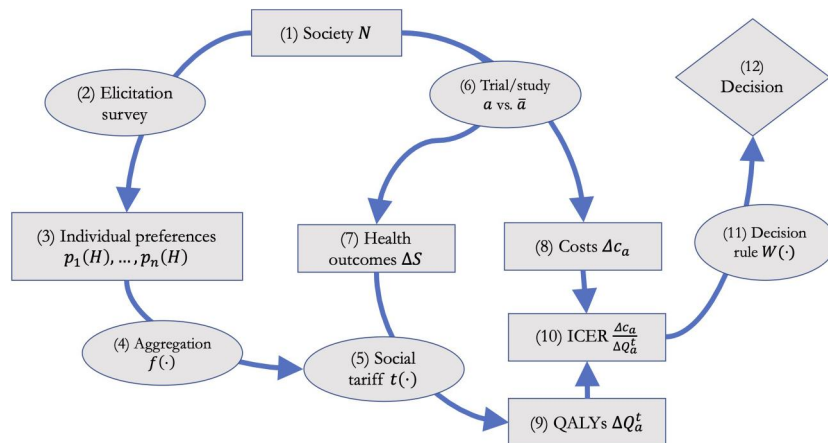 (1) Society N
(2) Elicitation
survey
(3) Individual preferences
p₁(H), ... , pₙ(H)
(4) Aggregation
f(·)
(5) Social
tariff t(·)
(6) Trial/study
a vs. ā
(7) Health
outcomes ΔS
(8) Costs Δcₐ
(9) QALYs ΔQₐᵗ
(10) ICER Δcₐ/ΔQₐᵗ
(11) Decision
rule W(·)
(12)
Decision